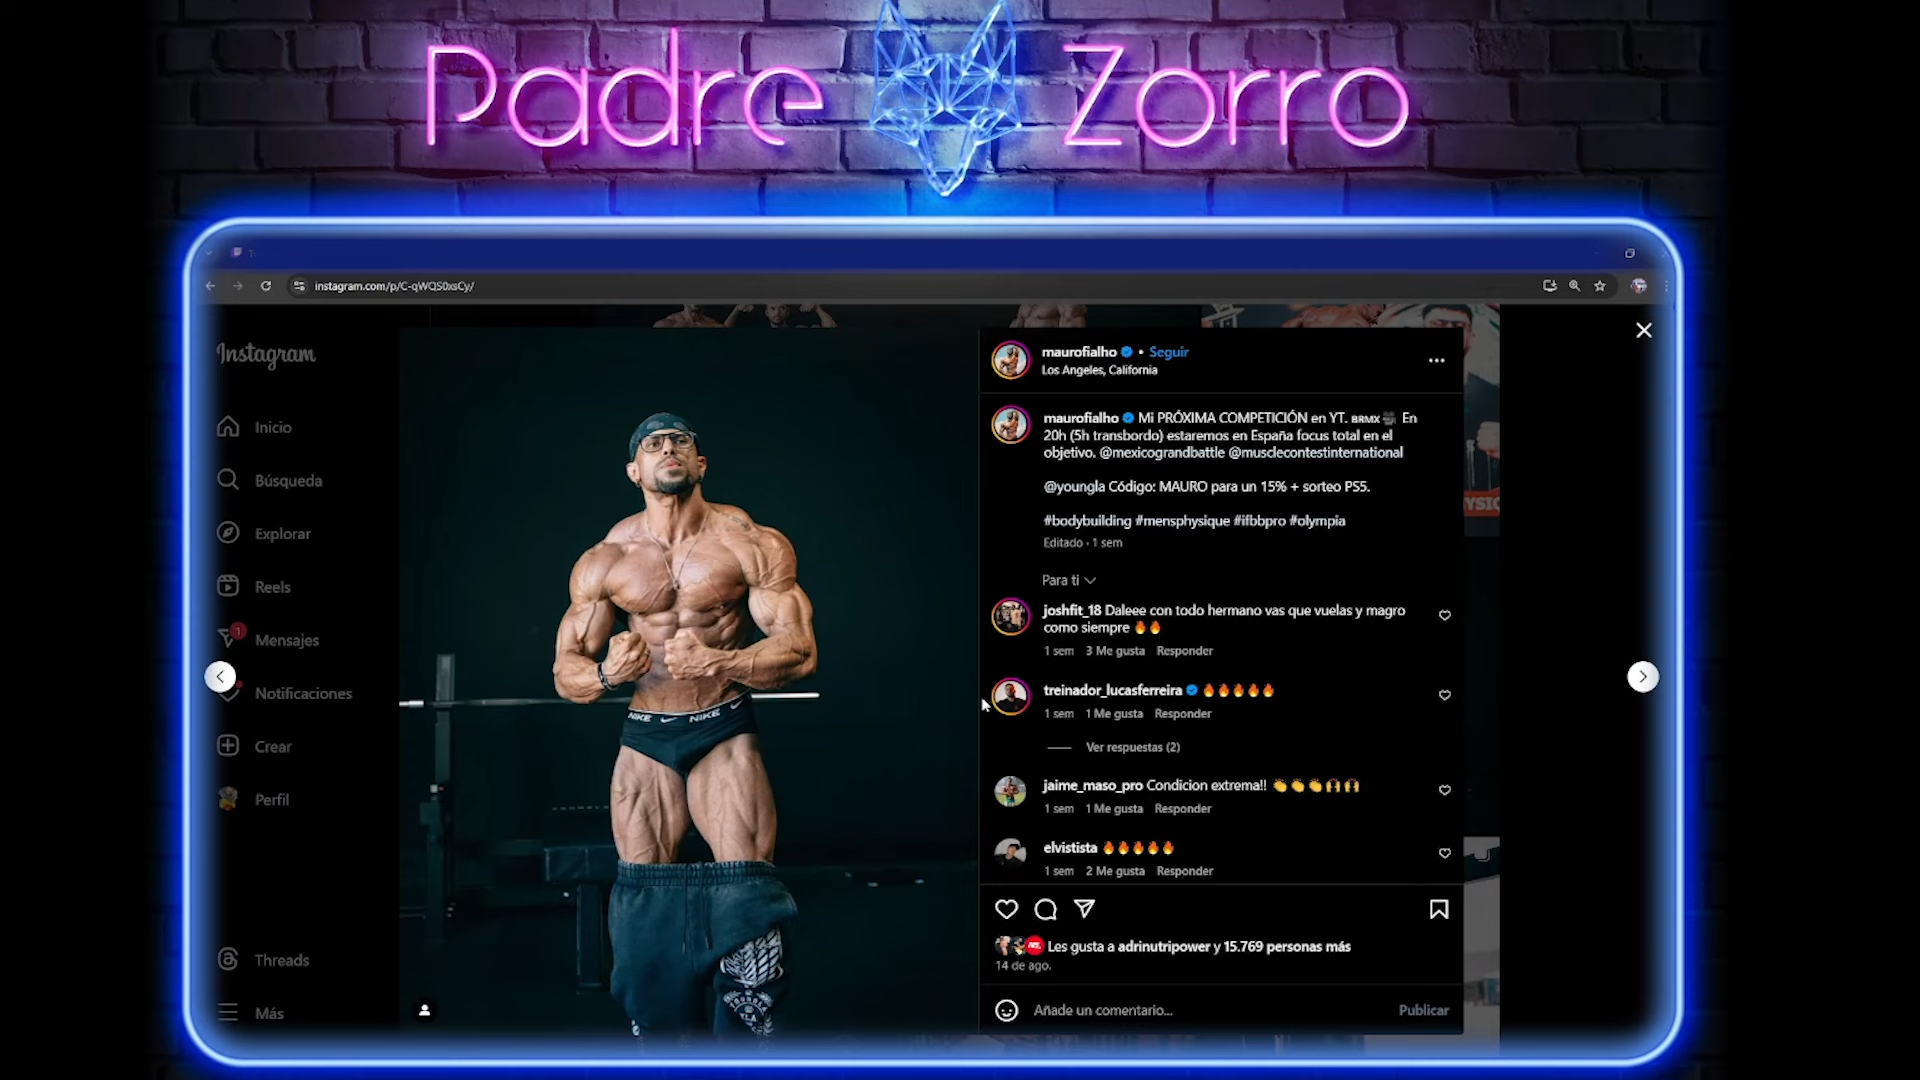 Padre Zorro
instagram.com/p/C-qWQS0xsCy/
Instagram
Inicio
Búsqueda
Explorar
Reels
1
Mensajes
Notificaciones
Crear
Perfil
Threads
Más
NIKE NIKE
maurofialho • Seguir
Los Angeles, California
maurofialho Mi PRÓXIMA COMPETICIÓN en YT. BRMX En
20h (5h transbordo) estaremos en España focus total en el
objetivo. @mexicograndbattle @musclecontestinternational
@youngla Código: MAURO para un 15% + sorteo PS5.
#bodybuilding #mensphysique #ifbbpro #olympia
Editado · 1 sem
Para ti
joshfit_18 Daleee con todo hermano vas que vuelas y magro
como siempre 🔥🔥
1 sem 3 Me gusta Responder
treinador_lucasferreira 🔥🔥🔥🔥🔥
1 sem 1 Me gusta Responder
Ver respuestas (2)
jaime_maso_pro Condicion extrema!! 👏👏👏🙌🙌
1 sem 1 Me gusta Responder
elvistista 🔥🔥🔥🔥🔥
1 sem 2 Me gusta Responder
Les gusta a adrinutripower y 15.769 personas más
14 de ago.
Añade un comentario...
Publicar